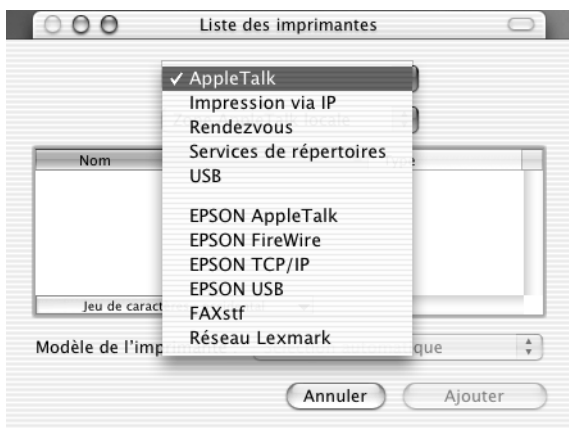 Liste des imprimantes
✓ AppleTalk
Impression via IP
Rendezvous
Services de répertoires
Nom
USB
EPSON AppleTalk
EPSON FireWire
EPSON TCP/IP
EPSON USB
Jeu de caract
FAXstf
Réseau Lexmark
Modèle de l'imp
que
Annuler
Ajouter